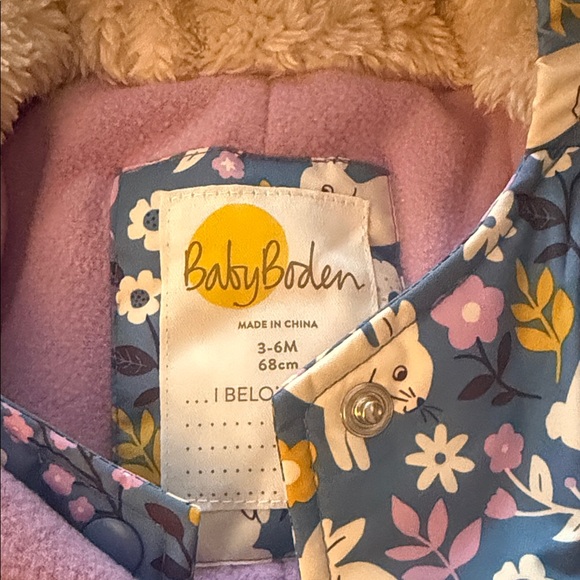 BabyBoden
MADE IN CHINA
3-6M
68cm
...I BELO